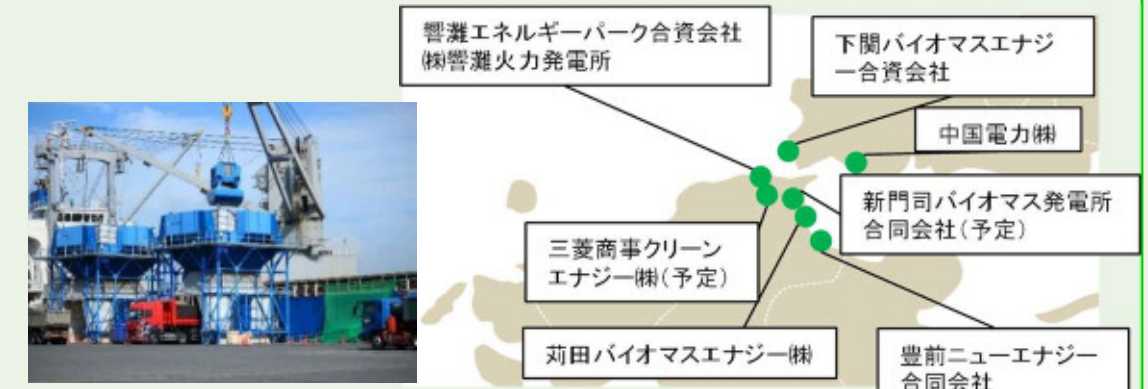 響灘エネルギーパーク合資会社
㈱響灘火力発電所
下関バイオマスエナジ
ー合資会社
中国電力㈱
新門司バイオマス発電所
合同会社(予定)
三菱商事クリーン
エナジー㈱(予定)
苅田バイオマスエナジー㈱
豊前ニューエナジー
合同会社